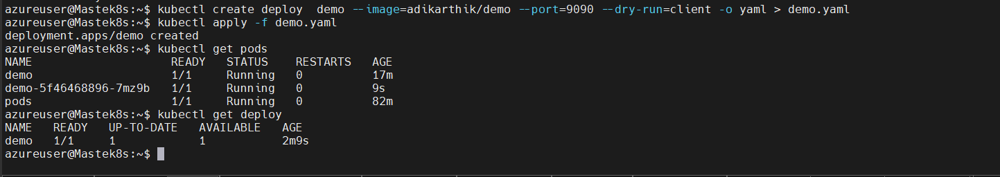 azureuser@Mastek8s:~$ kubectl create deploy  demo --image=adikarthik/demo --port=9090 --dry-run=client -o yaml > demo.yaml
azureuser@Mastek8s:~$ kubectl apply -f demo.yaml
deployment.apps/demo created
azureuser@Mastek8s:~$ kubectl get pods
NAME                    READY   STATUS    RESTARTS   AGE
demo                    1/1     Running   0          17m
demo-5f46468896-7mz9b   1/1     Running   0          9s
pods                    1/1     Running   0          82m
azureuser@Mastek8s:~$ kubectl get deploy
NAME   READY   UP-TO-DATE   AVAILABLE   AGE
demo   1/1     1            1           2m9s
azureuser@Mastek8s:~$